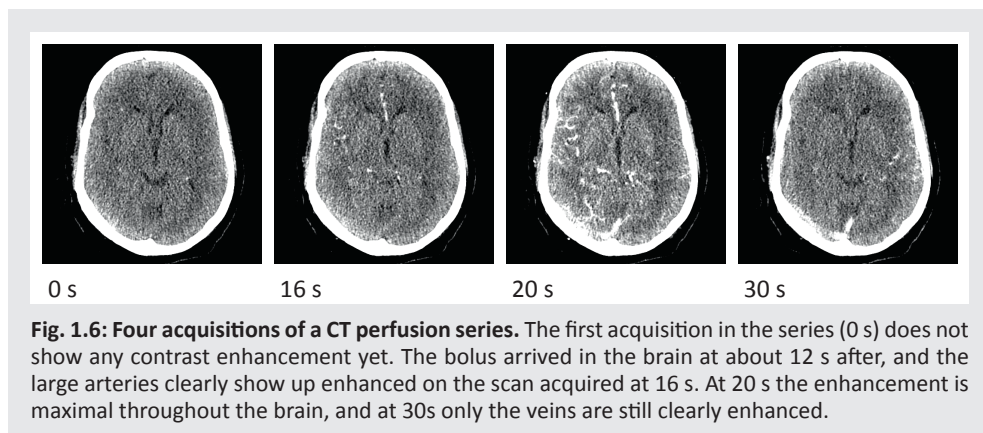 0 s
16 s
20 s
30 s
Fig. 1.6: Four acquisitions of a CT perfusion series. The first acquisition in the series (0 s) does not
show any contrast enhancement yet. The bolus arrived in the brain at about 12 s after, and the
large arteries clearly show up enhanced on the scan acquired at 16 s. At 20 s the enhancement is
maximal throughout the brain, and at 30s only the veins are still clearly enhanced.